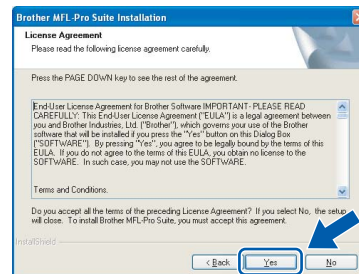 Brother MFL-Pro Suite Installation
License Agreement
Please read the following license agreement carefully.
Press the PAGE DOWN key to see the rest of the agreement.
End-User License Agreement for Brother Software IMPORTANT- PLEASE READ
CAREFULLY: This End-User License Agreement ("EULA") is a legal agreement between
you and Brother Industries, Ltd. ("Brother"), which governs your use of the Brother
software that will be installed if you press the "Yes" button on this Dialog Box
("SOFTWARE"). By pressing "Yes", you agree to be legally bound by the terms of this
EULA. If you do not agree to the terms of this EULA, you obtain no license to the
SOFTWARE. In such case, you may not use the SOFTWARE.
Terms and Conditions.
Do you accept all the terms of the preceding License Agreement? If you select No, the setup
will close. To install Brother MFL-Pro Suite, you must accept this agreement.
InstallShield
< Back
Yes
No